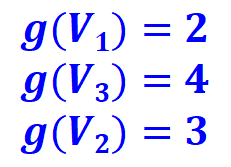 g(V₁) = 2
g(V₃) = 4
g(V₂) = 3